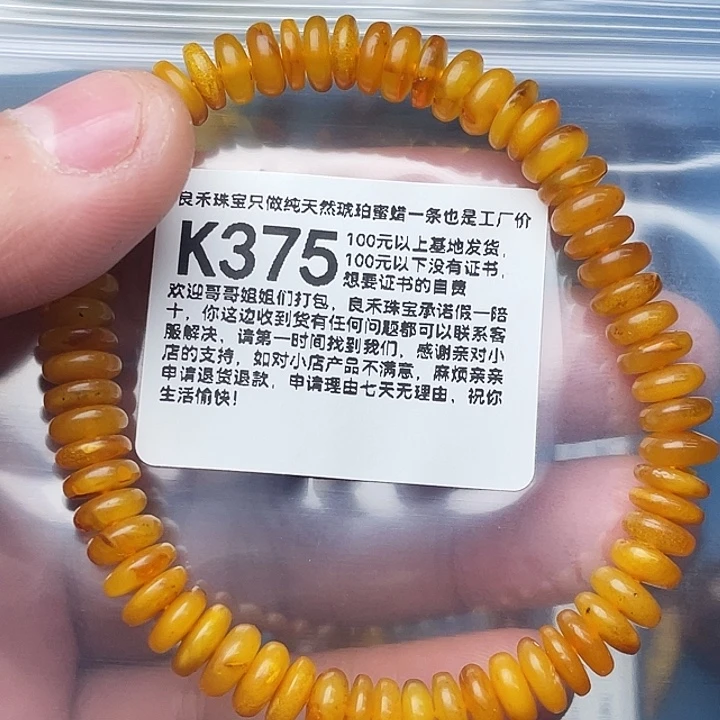 良禾珠宝只做纯天然琥珀蜜蜡一条也是工厂价
K375
100元以上基地发货，
100元以下没有证书，
想要证书的自费
欢迎哥哥姐姐们打包，良禾珠宝承诺假一陪
十，你这边收到货有任何问题都可以联系客
服解决，请第一时间找到我们，感谢亲对小
店的支持，如对小店产品不满意，麻烦亲亲
申请退货退款，申请理由七天无理由，祝你
生活愉快！